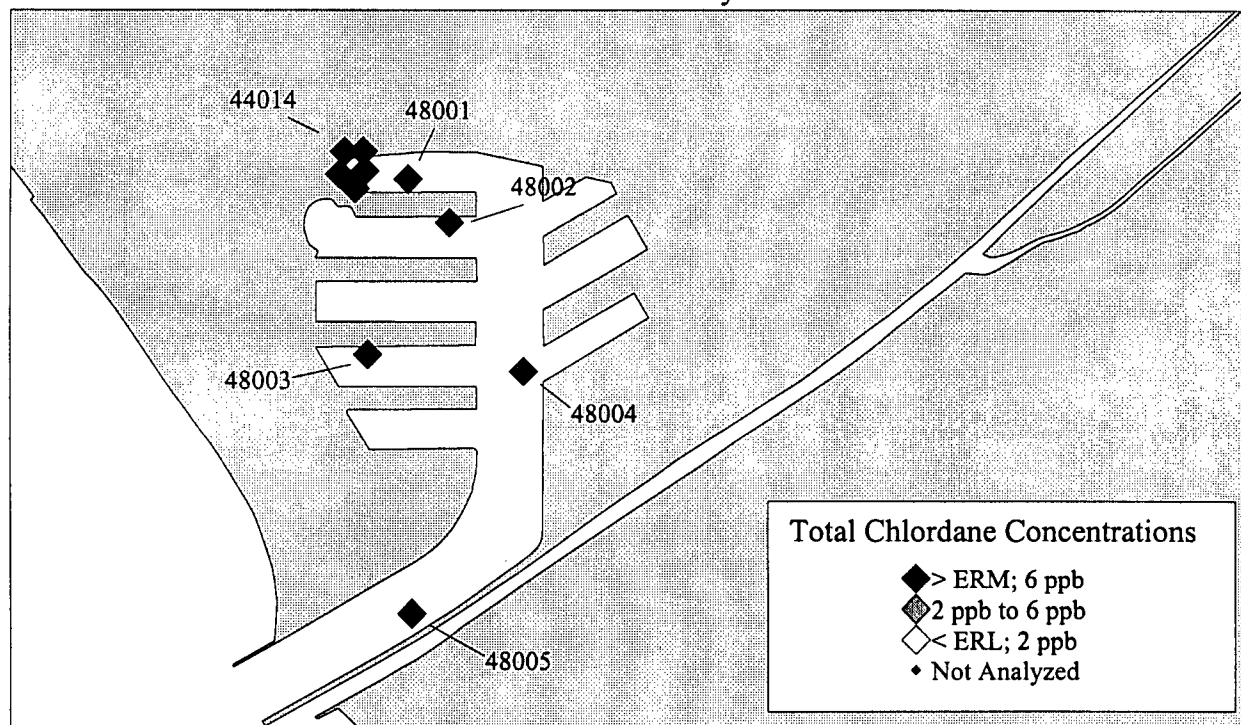 44014
48001
48002
48003
48004
48005
Total Chlordane Concentrations
> ERM; 6 ppb
2 ppb to 6 ppb
< ERL; 2 ppb
Not Analyzed